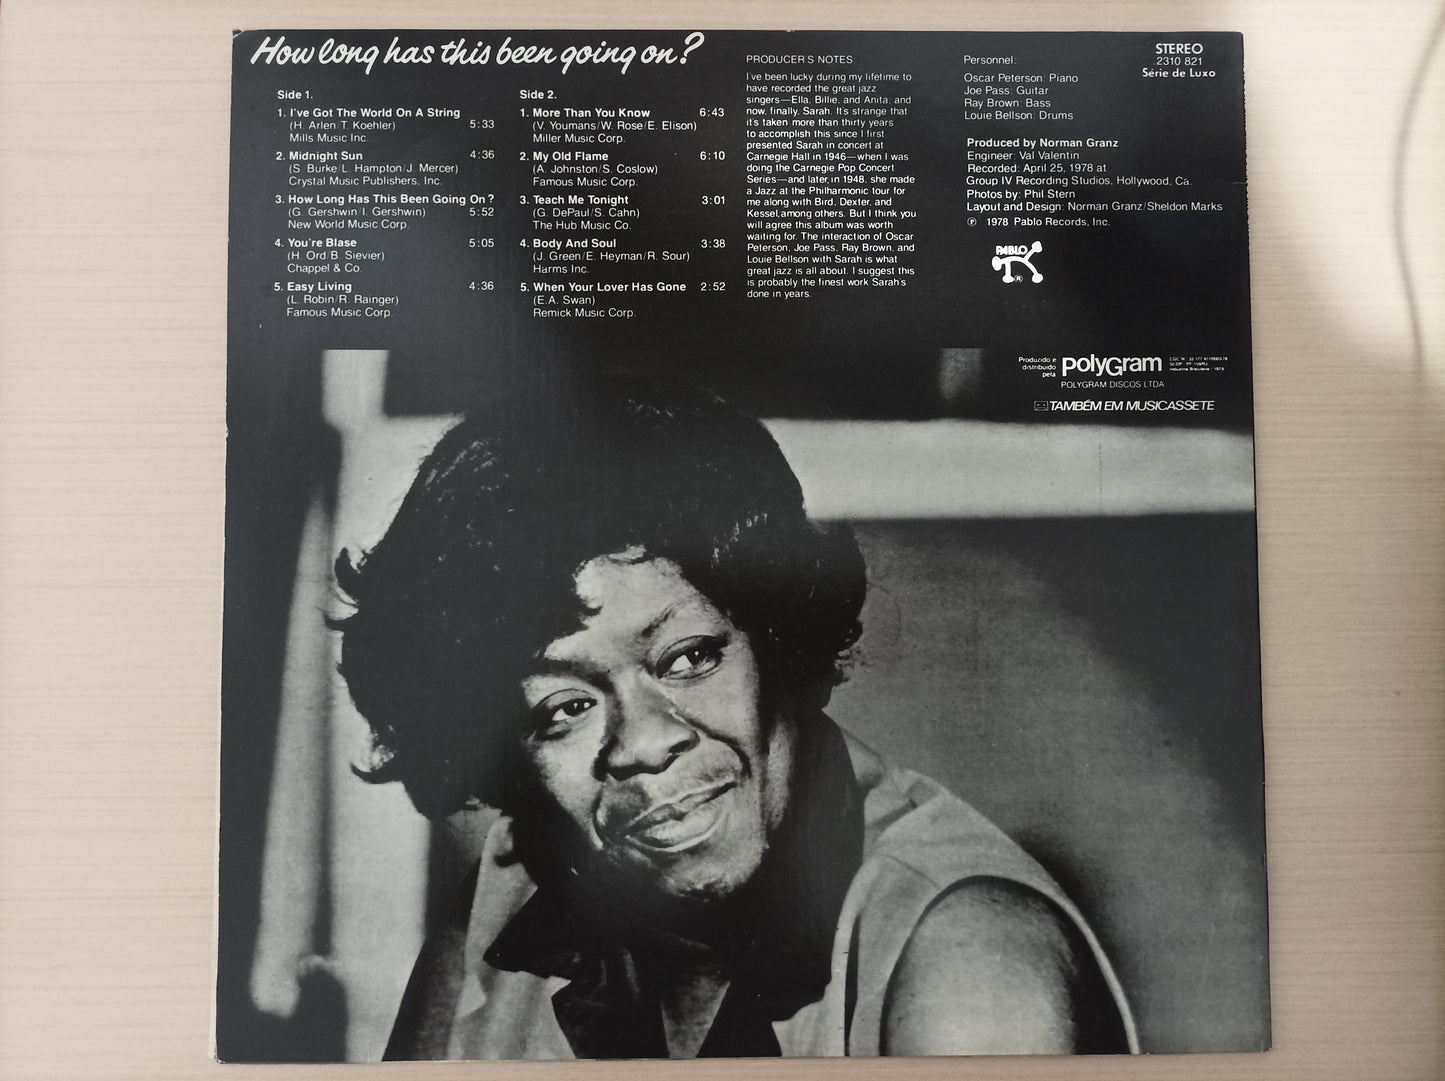 How long has this been going on?
Side 1.
1. I've Got The World On A String
(H. Arlen/T. Koehler) 5:33
Mills Music Inc.
2. Midnight Sun 4:36
(S. Burke/L. Hampton/J. Mercer)
Crystal Music Publishers, Inc.
3. How Long Has This Been Going On?
(G. Gershwin/I. Gershwin) 5:52
New World Music Corp.
4. You're Blase 5:05
(H. Ord/B. Sievier)
Chappel & Co.
5. Easy Living 4:36
(L. Robin/R. Rainger)
Famous Music Corp.
Side 2.
1. More Than You Know 6:43
(V. Youmans/W. Rose/E. Elison)
Miller Music Corp.
2. My Old Flame 6:10
(A. Johnston/S. Coslow)
Famous Music Corp.
3. Teach Me Tonight 3:01
(G. DePaul/S. Cahn)
The Hub Music Co.
4. Body And Soul 3:38
(J. Green/E. Heyman/R. Sour)
Harms Inc.
5. When Your Lover Has Gone 2:52
(E.A. Swan)
Remick Music Corp.
PRODUCER'S NOTES
I've been lucky during my lifetime to
have recorded the great jazz
singers—Ella, Billie, and Anita; and
now, finally, Sarah. It's strange that
it's taken more than thirty years
to accomplish this since I first
presented Sarah in concert at
Carnegie Hall in 1946—when I was
doing the Carnegie Pop Concert
Series—and later, in 1948, she made
a Jazz at the Philharmonic tour for
me along with Bird, Dexter, and
Kessel, among others. But I think you
will agree this album was worth
waiting for. The interaction of Oscar
Peterson, Joe Pass, Ray Brown, and
Louie Bellson with Sarah is what
great jazz is all about. I suggest this
is probably the finest work Sarah's
done in years.
Personnel:
Oscar Peterson: Piano
Joe Pass: Guitar
Ray Brown: Bass
Louie Bellson: Drums
Produced by Norman Granz
Engineer: Val Valentin
Recorded: April 25, 1978 at
Group IV Recording Studios, Hollywood, Ca.
Photos by: Phil Stern
Layout and Design: Norman Granz/Sheldon Marks
℗ 1978 Pablo Records, Inc.
PABLO
®
STEREO
2310 821
Série de Luxo
Produzido e
distribuído
pela
polyGram
POLYGRAM DISCOS LTDA
Indústria Brasileira 1979
TAMBÉM EM MUSICASSETE